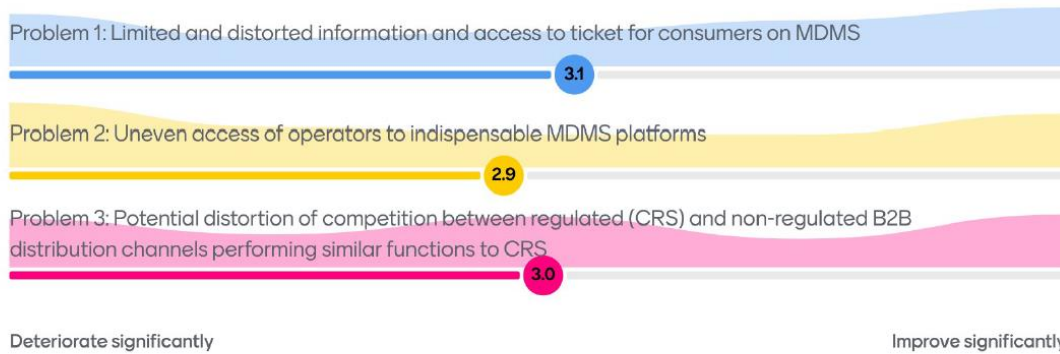 Problem 1: Limited and distorted information and access to ticket for consumers on MDMS
3.1
Problem 2: Uneven access of operators to indispensable MDMS platforms
2.9
Problem 3: Potential distortion of competition between regulated (CRS) and non-regulated B2B
distribution channels performing similar functions to CRS
3.0
Deteriorate significantly Improve significantly